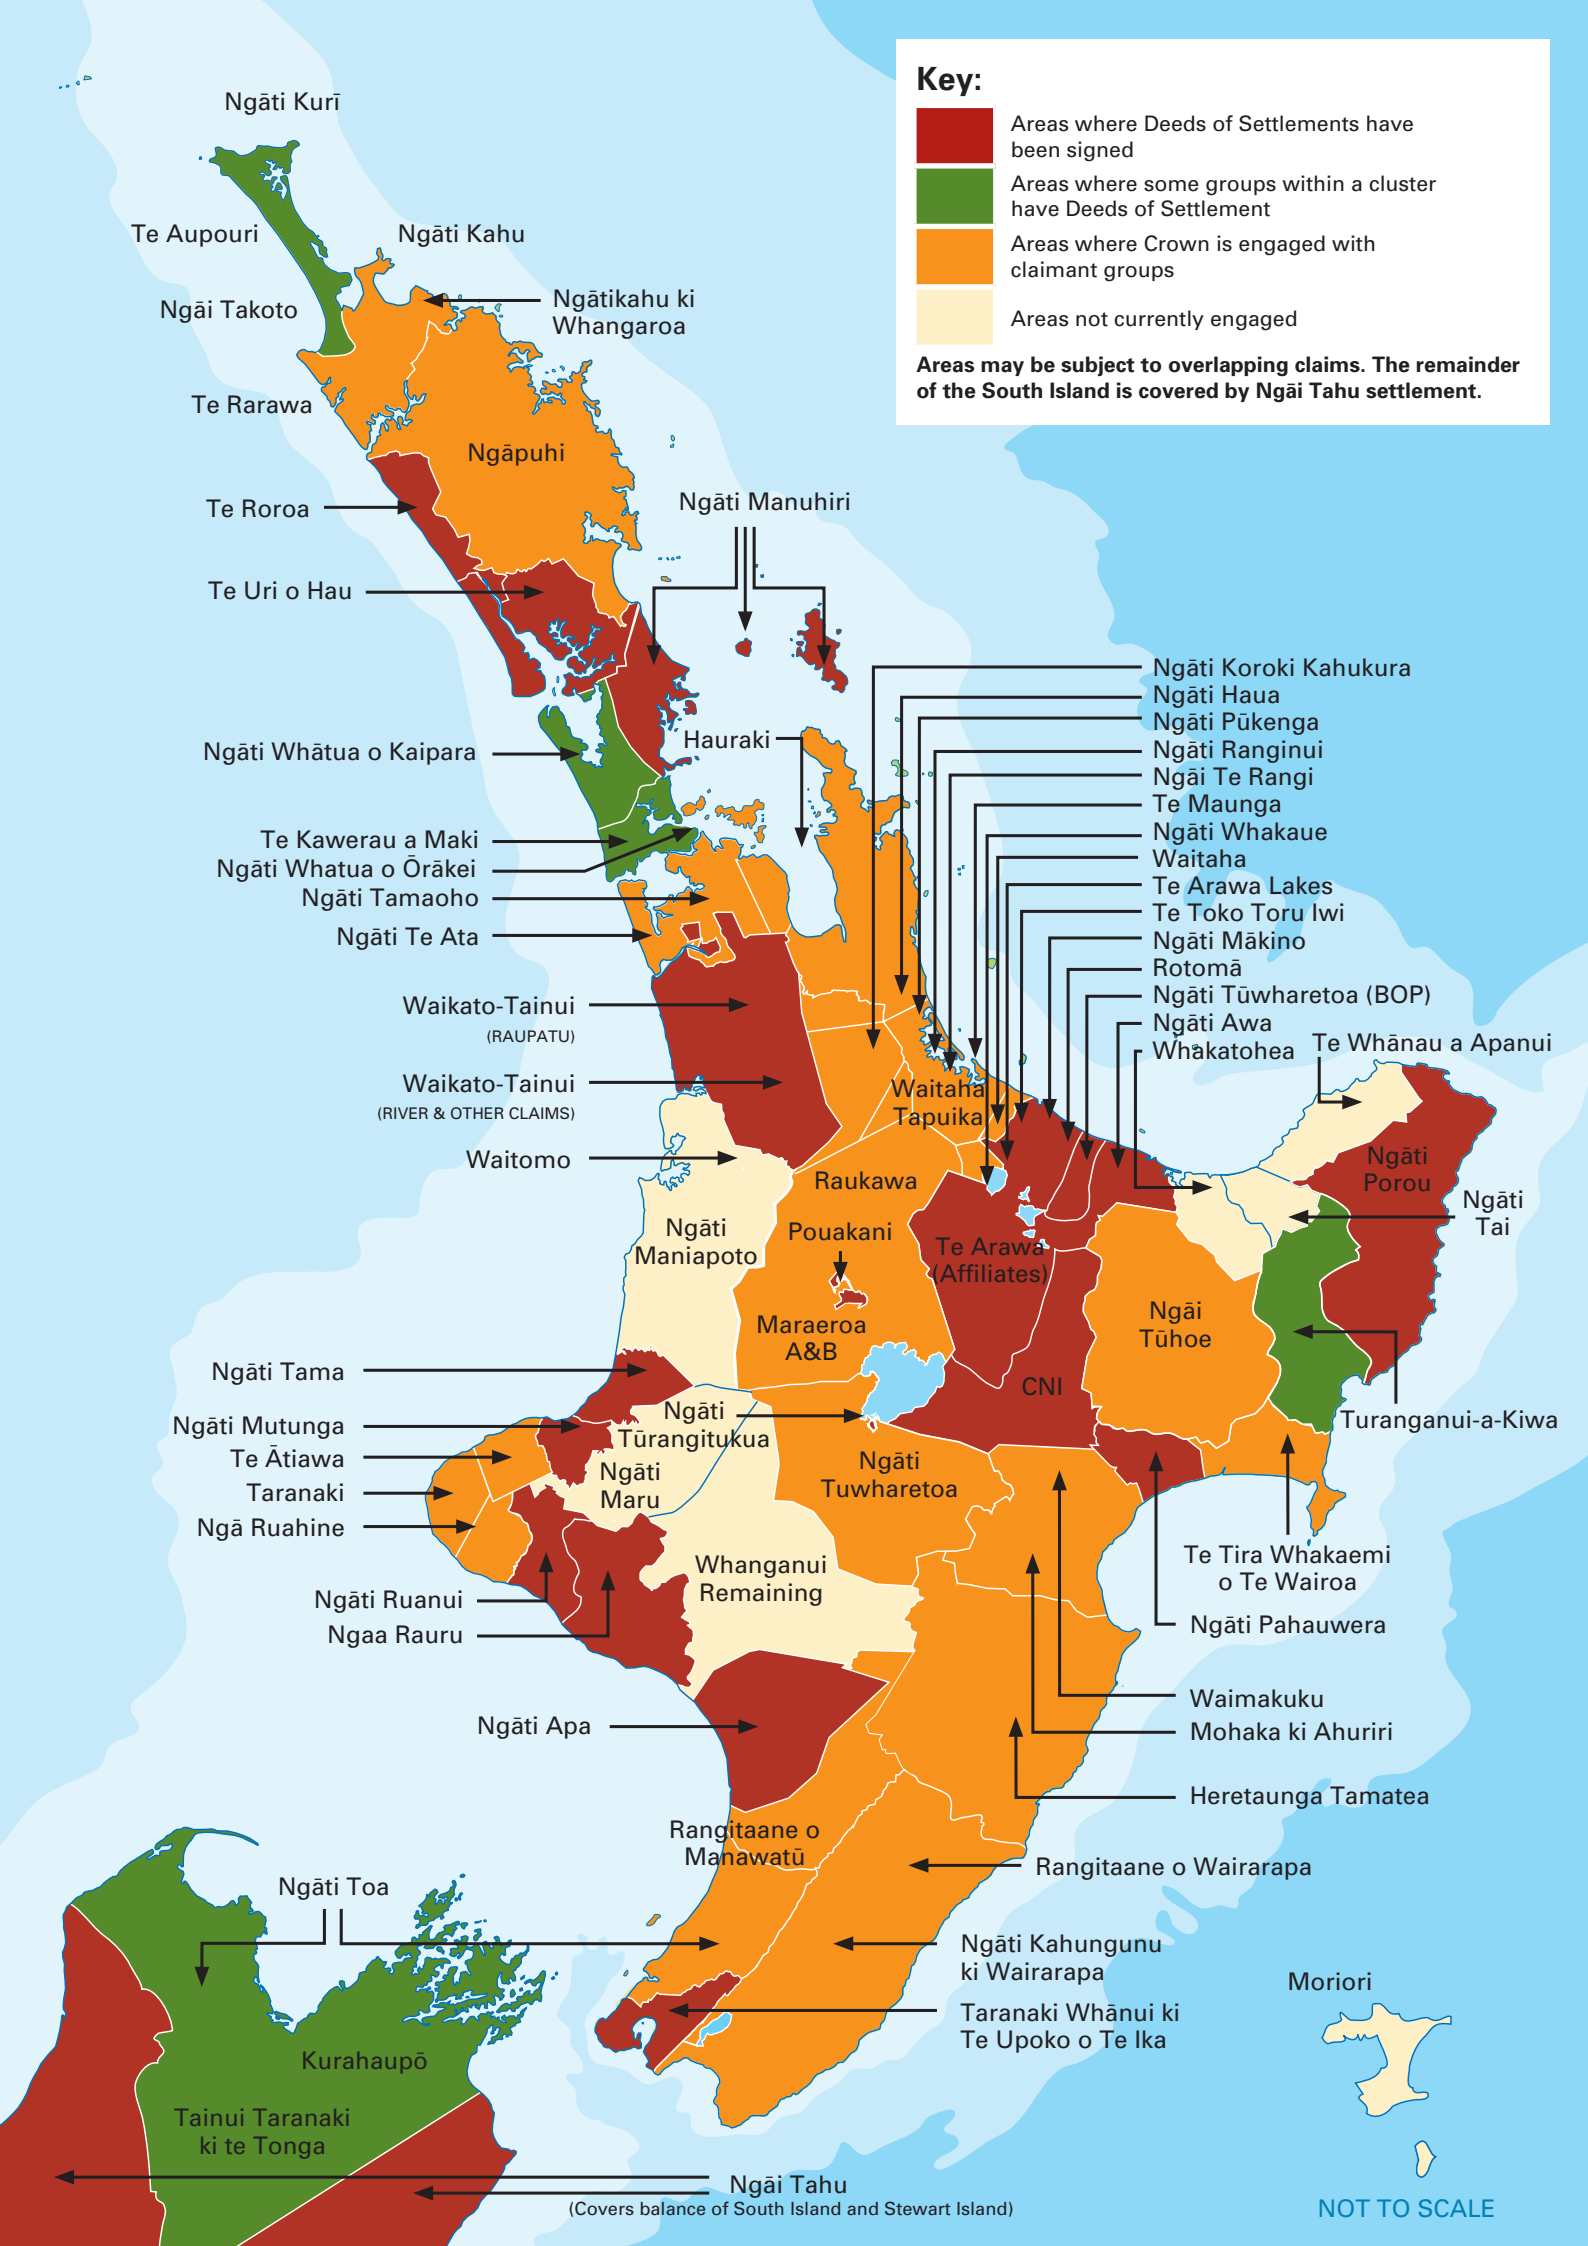 Key:
Areas where Deeds of Settlements have
been signed
Areas where some groups within a cluster
have Deeds of Settlement
Areas where Crown is engaged with
claimant groups
Areas not currently engaged
Areas may be subject to overlapping claims. The remainder
of the South Island is covered by Ngāi Tahu settlement.
Ngāti Kurī
Te Aupouri
Ngāti Kahu
Ngāi Takoto
Ngātikahu ki
Whangaroa
Te Rarawa
Ngāpuhi
Te Roroa
Ngāti Manuhiri
Te Uri o Hau
Ngāti Koroki Kahukura
Ngāti Haua
Ngāti Pūkenga
Ngāti Ranginui
Ngāi Te Rangi
Te Maunga
Ngāti Whakaue
Waitaha
Te Arawa Lakes
Te Toko Toru Iwi
Ngāti Mākino
Rotomā
Ngāti Tūwharetoa (BOP)
Ngāti Awa
Whakatohea
Te Whānau a Apanui
Hauraki
Ngāti Whātua o Kaipara
Te Kawerau a Maki
Ngāti Whatua o Ōrākei
Ngāti Tamaoho
Ngāti Te Ata
Waikato-Tainui
(RAUPATU)
Waikato-Tainui
(RIVER & OTHER CLAIMS)
Waitaha
Tapuika
Waitomo
Raukawa
Ngāti
Porou
Ngāti
Tai
Ngāti
Maniapoto
Pouakani
Te Arawa
(Affiliates)
Maraeroa
A&B
Ngāi
Tūhoe
Ngāti Tama
CNI
Ngāti
Tūrangitukua
Turanganui-a-Kiwa
Ngāti Mutunga
Te Ātiawa
Taranaki
Ngā Ruahine
Ngāti
Maru
Ngāti
Tuwharetoa
Whanganui
Remaining
Te Tira Whakaemi
o Te Wairoa
Ngāti Ruanui
Ngaa Rauru
Ngāti Pahauwera
Waimakuku
Mohaka ki Ahuriri
Ngāti Apa
Heretaunga Tamatea
Rangitaane o
Manawatū
Rangitaane o Wairarapa
Ngāti Toa
Ngāti Kahungunu
ki Wairarapa
Taranaki Whānui ki
Te Upoko o Te Ika
Moriori
Kurahaupō
Tainui Taranaki
ki te Tonga
Ngāi Tahu
(Covers balance of South Island and Stewart Island)
NOT TO SCALE